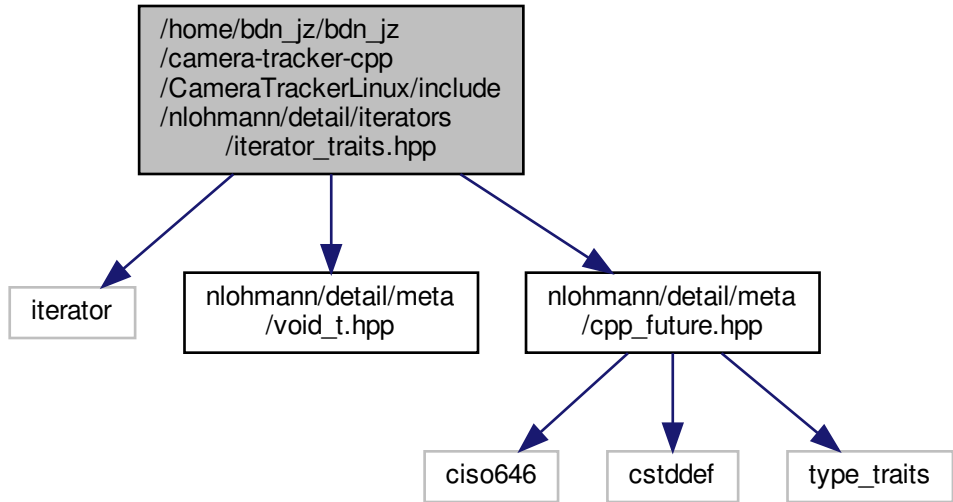 /home/bdn_jz/bdn_jz
/camera-tracker-cpp
/CameraTrackerLinux/include
/nlohmann/detail/iterators
/iterator_traits.hpp
iterator
nlohmann/detail/meta
/void_t.hpp
nlohmann/detail/meta
/cpp_future.hpp
ciso646
cstddef
type_traits